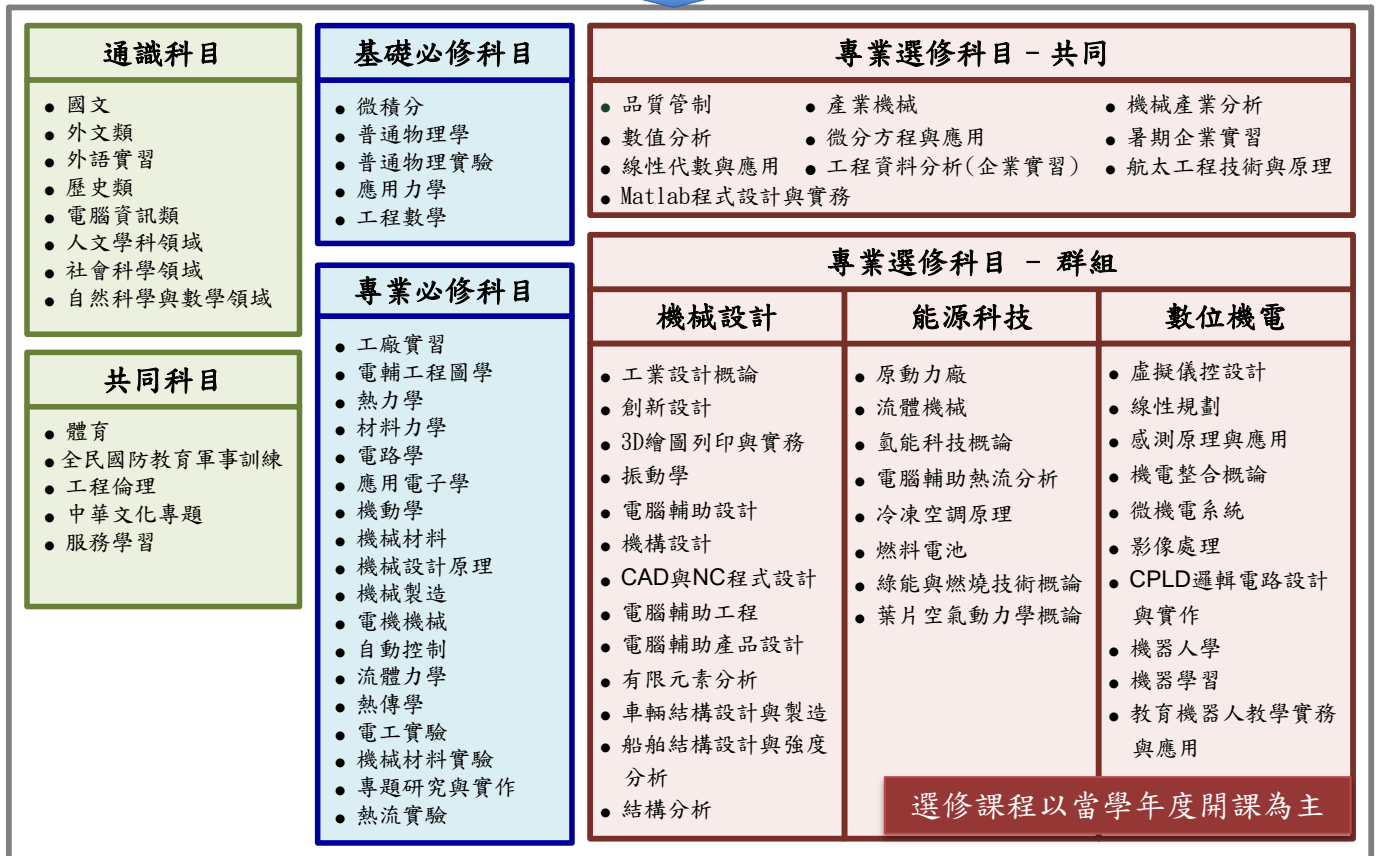 通識科目
國文
外文類
外語實習
歷史類
電腦資訊類
人文學科領域
社會科學領域
自然科學與數學領域
共同科目
體育
全民國防教育軍事訓練
工程倫理
中華文化專題
服務學習
基礎必修科目
微積分
普通物理學
普通物理實驗
應用力學
工程數學
專業必修科目
工廠實習
電輔工程圖學
熱力學
材料力學
電路學
應用電子學
機動學
機械材料
機械設計原理
機械製造
電機機械
自動控制
流體力學
熱傳學
電工實驗
機械材料實驗
專題研究與實作
熱流實驗
專業選修科目－共同
品質管制
產業機械
機械產業分析
數值分析
微分方程與應用
暑期企業實習
線性代數與應用
工程資料分析(企業實習)
航太工程技術與原理
Matlab程式設計與實務
專業選修科目 － 群組
機械設計
工業設計概論
創新設計
3D繪圖列印與實務
振動學
電腦輔助設計
機構設計
CAD與NC程式設計
電腦輔助工程
電腦輔助產品設計
有限元素分析
車輛結構設計與製造
船舶結構設計與強度
分析
結構分析
能源科技
原動力廠
流體機械
氫能科技概論
電腦輔助熱流分析
冷凍空調原理
燃料電池
綠能與燃燒技術概論
葉片空氣動力學概論
數位機電
虛擬儀控設計
線性規劃
感測原理與應用
機電整合概論
微機電系統
影像處理
CPLD邏輯電路設計
與實作
機器人學
機器學習
教育機器人教學實務
與應用
選修課程以當學年度開課為主